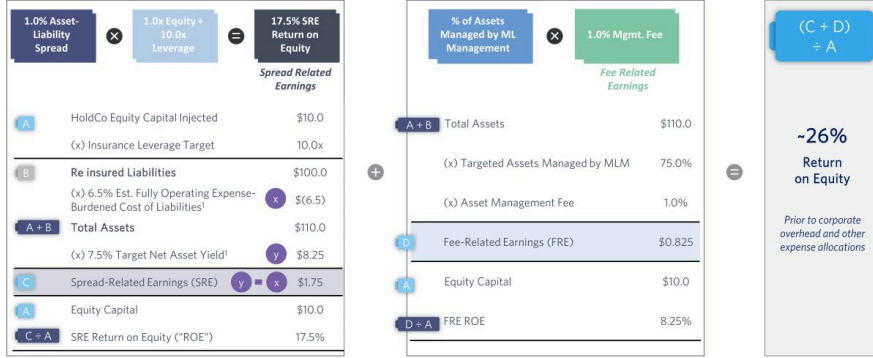 1.0% Asset-
Liability
Spread
×
1.0x Equity +
10.0x
Leverage
=
17.5% SRE
Return on
Equity
Spread Related
Earnings
A HoldCo Equity Capital Injected $10.0
(x) Insurance Leverage Target 10.0x
B Re insured Liabilities $100.0
(x) 6.5% Est. Fully Operating Expense-
Burdened Cost of Liabilities¹ x $(6.5)
A + B Total Assets $110.0
(x) 7.5% Target Net Asset Yield¹ y $8.25
C Spread-Related Earnings (SRE) y - x $1.75
A Equity Capital $10.0
C ÷ A SRE Return on Equity ("ROE") 17.5%
+
% of Assets
Managed by ML
Management
×
1.0% Mgmt. Fee
Fee Related
Earnings
A + B Total Assets $110.0
(x) Targeted Assets Managed by MLM 75.0%
(x) Asset Management Fee 1.0%
D Fee-Related Earnings (FRE) $0.825
A Equity Capital $10.0
D ÷ A FRE ROE 8.25%
=
(C + D)
÷ A
~26%
Return
on Equity
Prior to corporate
overhead and other
expense allocations